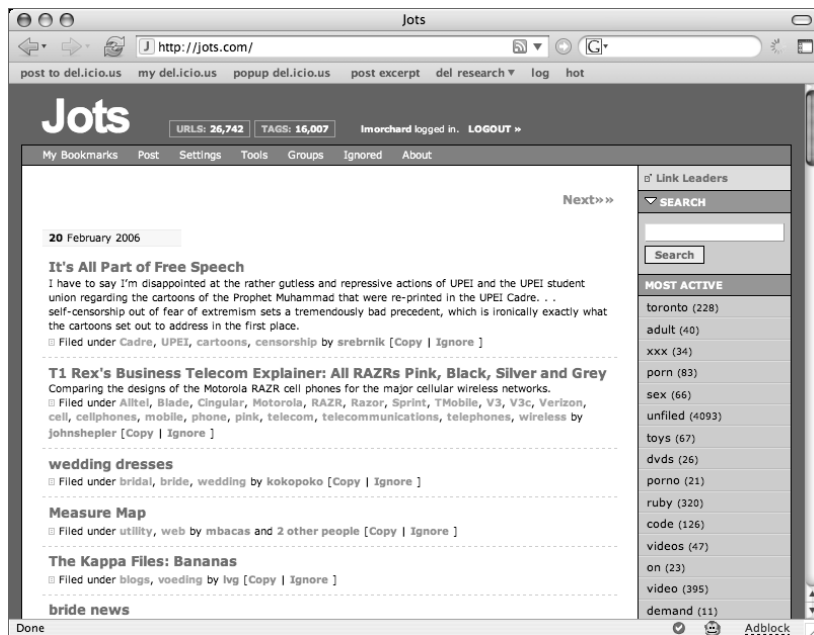 Jots
J http://jots.com/
G
post to del.icio.us my del.icio.us popup del.icio.us post excerpt del research log hot
Jots
URLS: 26,742 TAGS: 16,007 lmorchard logged in. LOGOUT »
My Bookmarks Post Settings Tools Groups Ignored About
Next»»
20 February 2006
It's All Part of Free Speech
I have to say I'm disappointed at the rather gutless and repressive actions of UPEI and the UPEI student
union regarding the cartoons of the Prophet Muhammad that were re-printed in the UPEI Cadre. . .
self-censorship out of fear of extremism sets a tremendously bad precedent, which is ironically exactly what
the cartoons set out to address in the first place.
Filed under Cadre, UPEI, cartoons, censorship by srebrnik [Copy | Ignore ]
T1 Rex's Business Telecom Explainer: All RAZRs Pink, Black, Silver and Grey
Comparing the designs of the Motorola RAZR cell phones for the major cellular wireless networks.
Filed under Alltel, Blade, Cingular, Motorola, RAZR, Razor, Sprint, TMobile, V3, V3c, Verizon,
cell, cellphones, mobile, phone, pink, telecom, telecommunications, telephones, wireless by
johnshepler [Copy | Ignore ]
wedding dresses
Filed under bridal, bride, wedding by kokopoko [Copy | Ignore ]
Measure Map
Filed under utility, web by mbacas and 2 other people [Copy | Ignore ]
The Kappa Files: Bananas
Filed under blogs, voeding by lvg [Copy | Ignore ]
bride news
Link Leaders
SEARCH
Search
MOST ACTIVE
toronto (228)
adult (40)
xxx (34)
porn (83)
sex (66)
unfiled (4093)
toys (67)
dvds (26)
porno (21)
ruby (320)
code (126)
videos (47)
on (23)
video (395)
demand (11)
Done Adblock